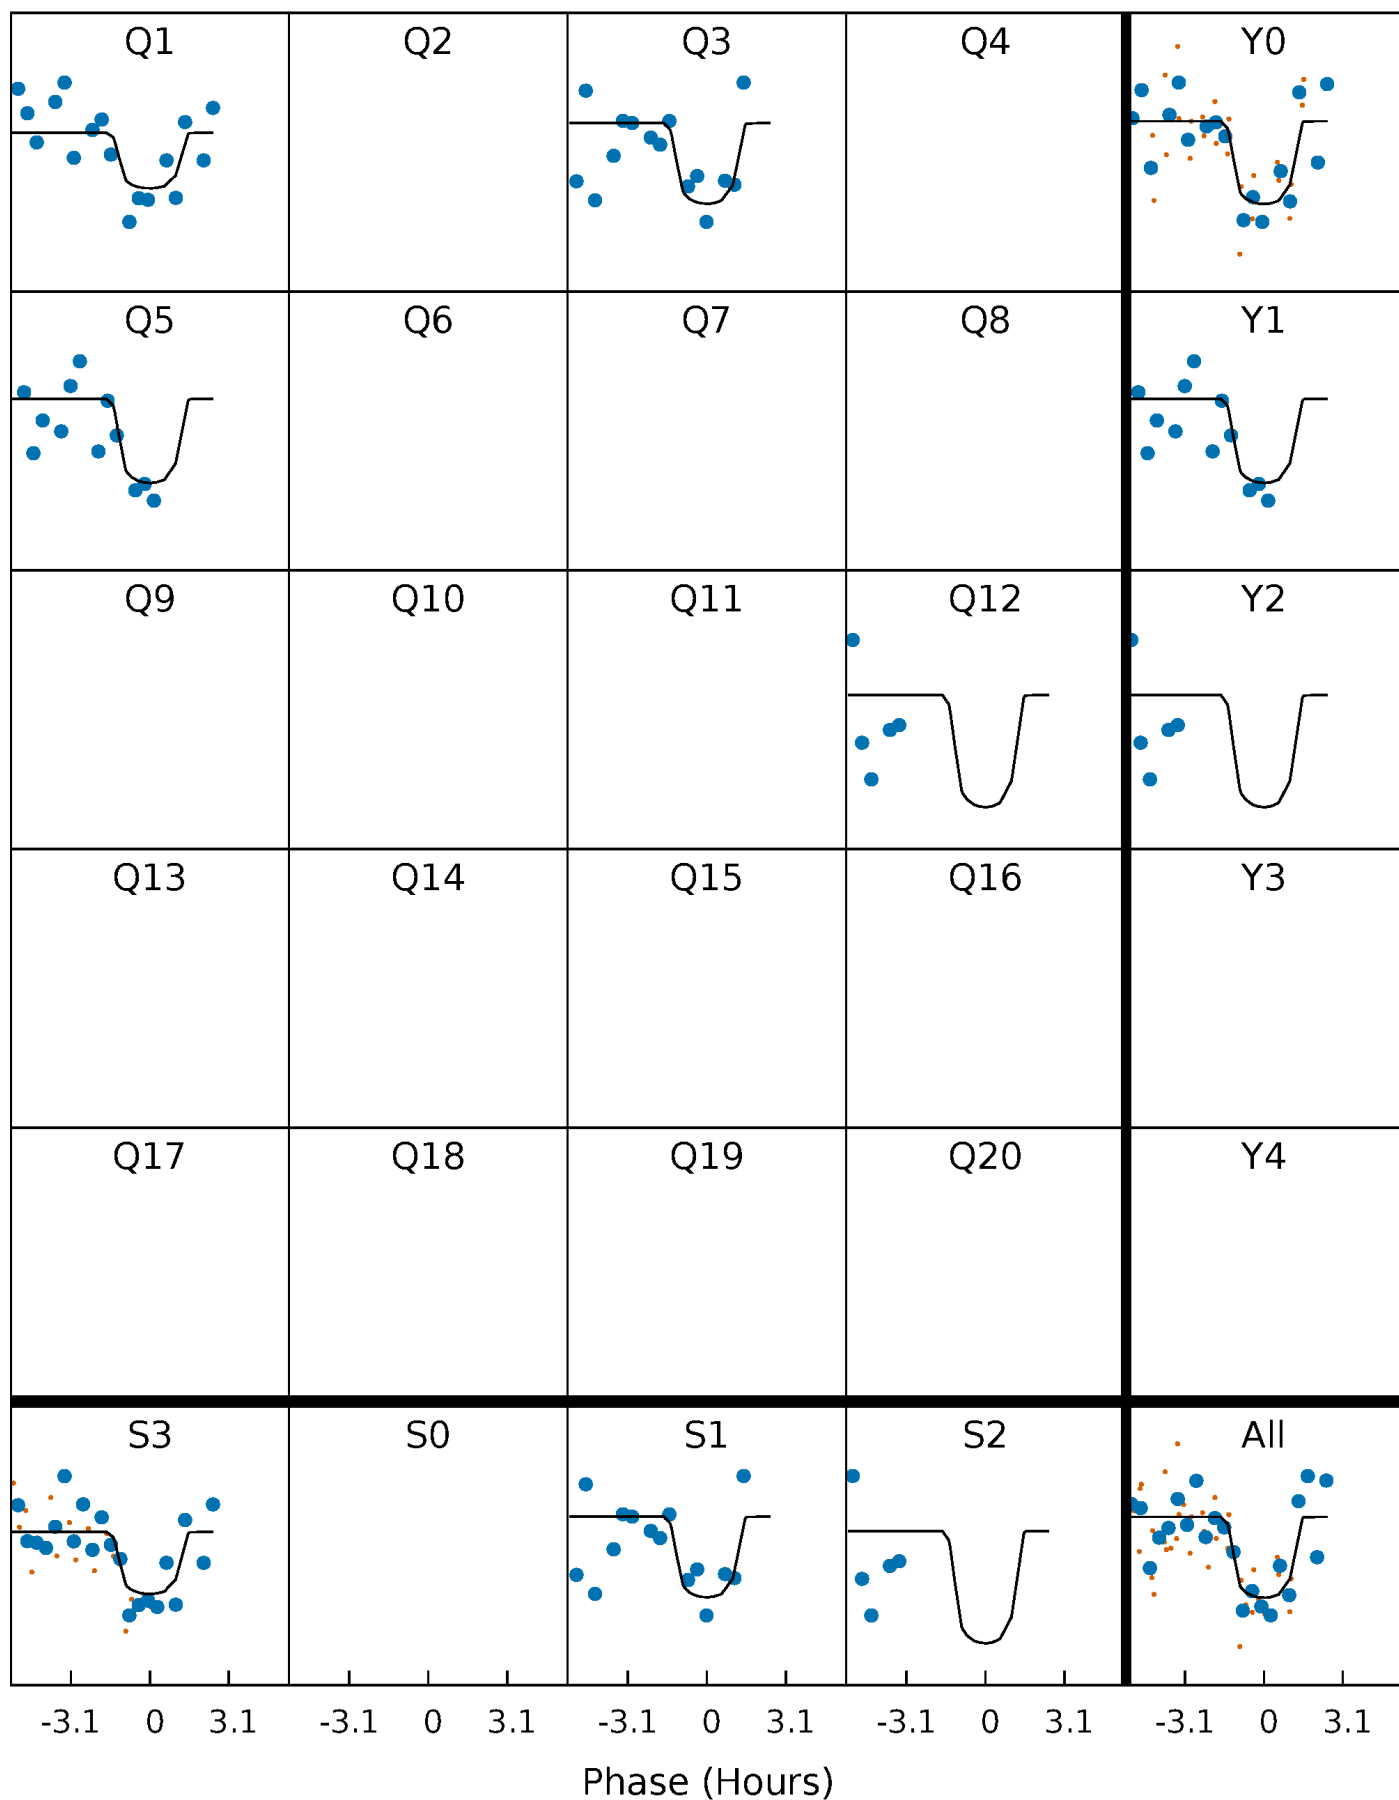 Q1 Q2 Q3 Q4 Y0
Q5 Q6 Q7 Q8 Y1
Q9 Q10 Q11 Q12 Y2
Q13 Q14 Q15 Q16 Y3
Q17 Q18 Q19 Q20 Y4
S3 S0 S1 S2 All
-3.1 0 3.1 -3.1 0 3.1 -3.1 0 3.1 -3.1 0 3.1 -3.1 0 3.1
Phase (Hours)